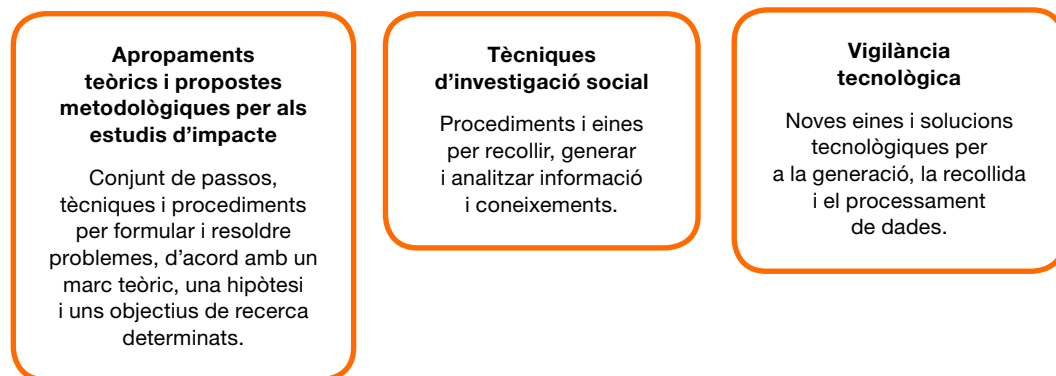 Apropaments
teòrics i propostes
metodològiques per als
estudis d’impacte
Conjunt de passos,
tècniques i procediments
per formular i resoldre
problemes, d’acord amb un
marc teòric, una hipòtesi
i uns objectius de recerca
determinats.
Tècniques
d’investigació social
Procediments i eines
per recollir, generar
i analitzar informació
i coneixements.
Vigilància
tecnològica
Noves eines i solucions
tecnològiques per
a la generació, la recollida
i el processament
de dades.